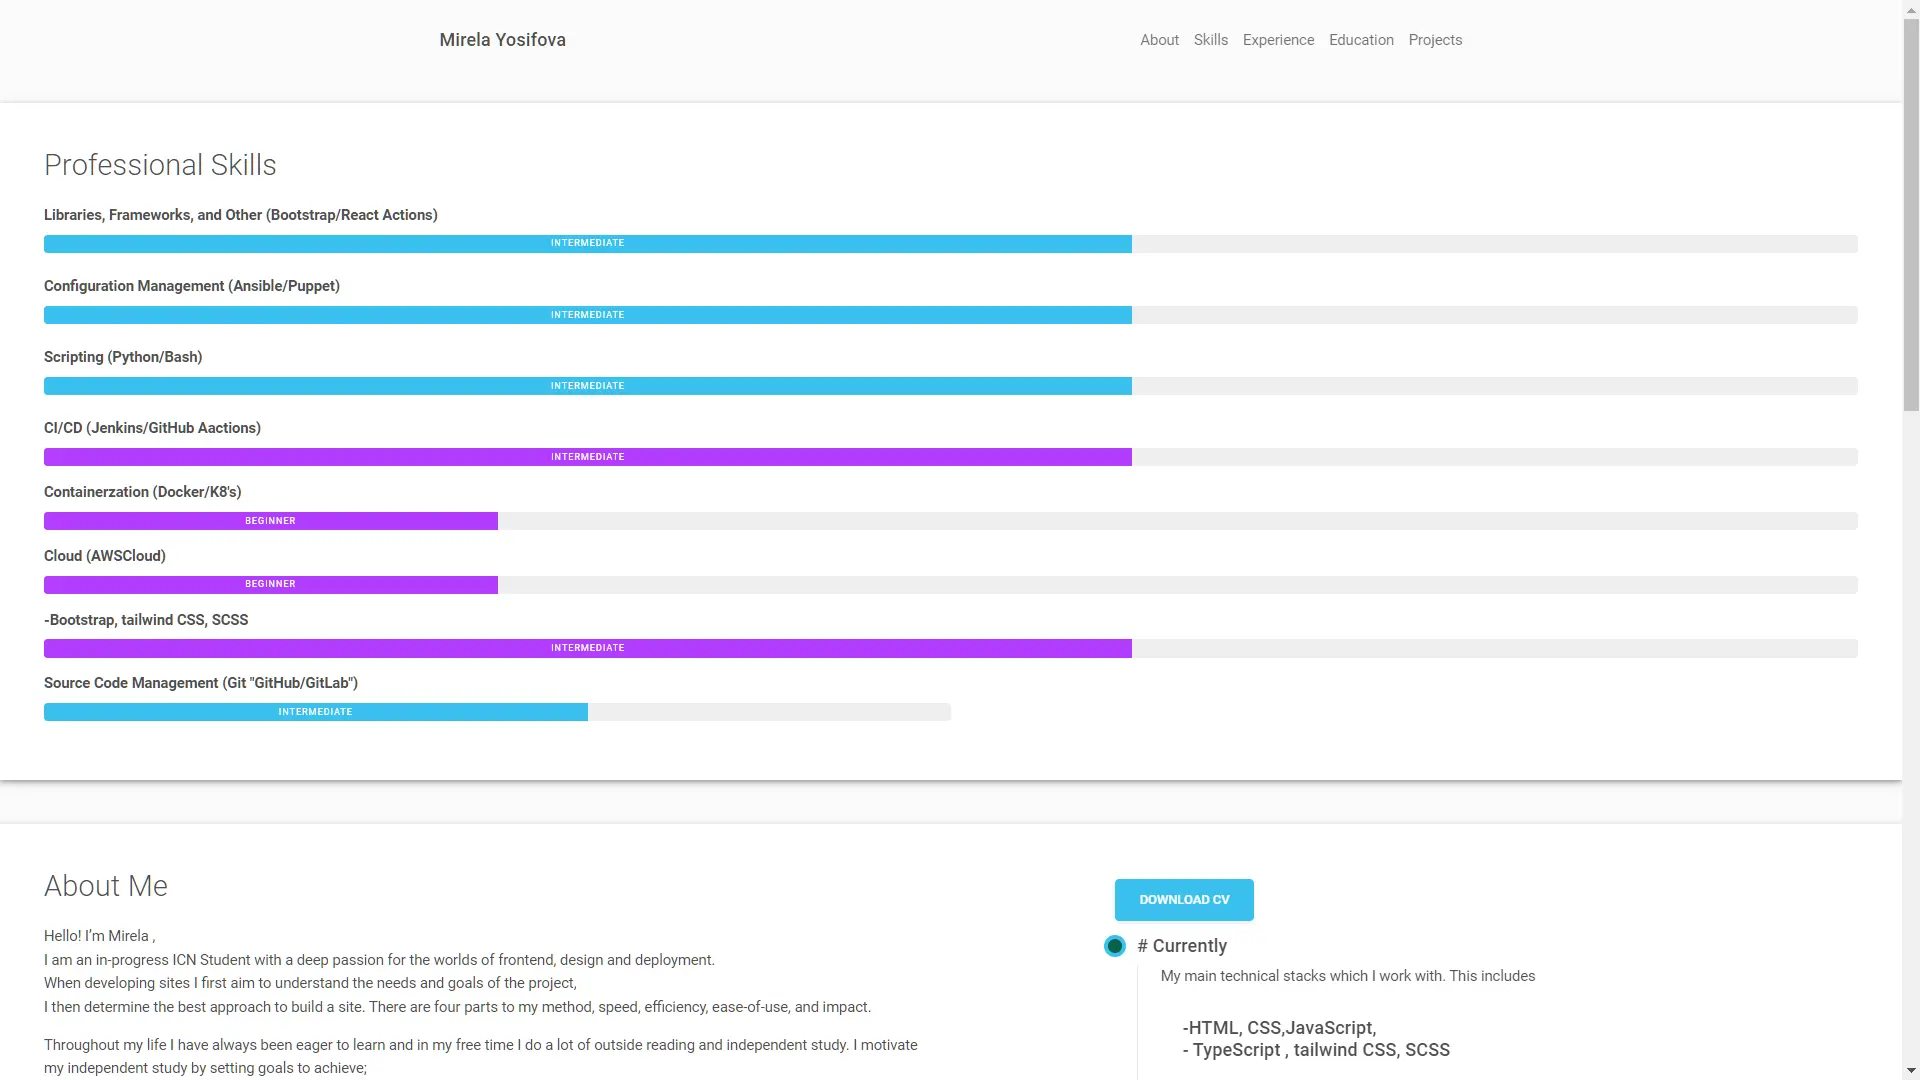 Mirela Yosifova
About Skills Experience Education Projects
Professional Skills
Libraries, Frameworks, and Other (Bootstrap/React Actions)
INTERMEDIATE
Configuration Management (Ansible/Puppet)
INTERMEDIATE
Scripting (Python/Bash)
INTERMEDIATE
CI/CD (Jenkins/GitHub Aactions)
INTERMEDIATE
Containerzation (Docker/K8's)
BEGINNER
Cloud (AWSCloud)
BEGINNER
-Bootstrap, tailwind CSS, SCSS
INTERMEDIATE
Source Code Management (Git "GitHub/GitLab")
INTERMEDIATE
About Me
Hello! I’m Mirela ,
I am an in-progress ICN Student with a deep passion for the worlds of frontend, design and deployment.
When developing sites I first aim to understand the needs and goals of the project,
I then determine the best approach to build a site. There are four parts to my method, speed, efficiency, ease-of-use, and impact.
Throughout my life I have always been eager to learn and in my free time I do a lot of outside reading and independent study. I motivate
my independent study by setting goals to achieve;
DOWNLOAD CV
# Currently
My main technical stacks which I work with. This includes
-HTML, CSS,JavaScript,
- TypeScript , tailwind CSS, SCSS